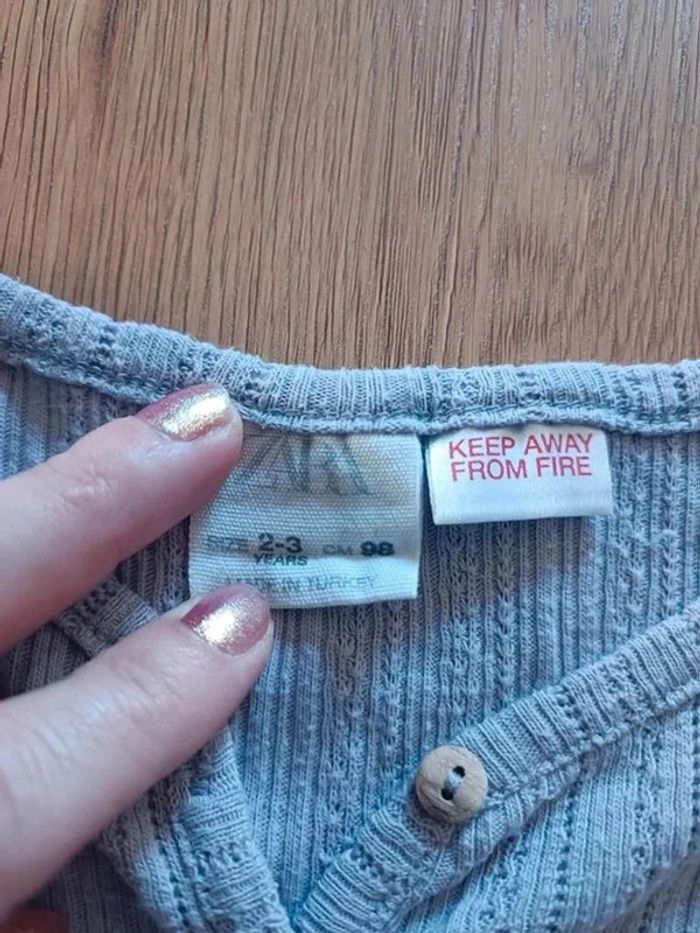 ZARA
SIZE 2-3 CM 98
YEARS
MADE IN TURKEY
KEEP AWAY
FROM FIRE